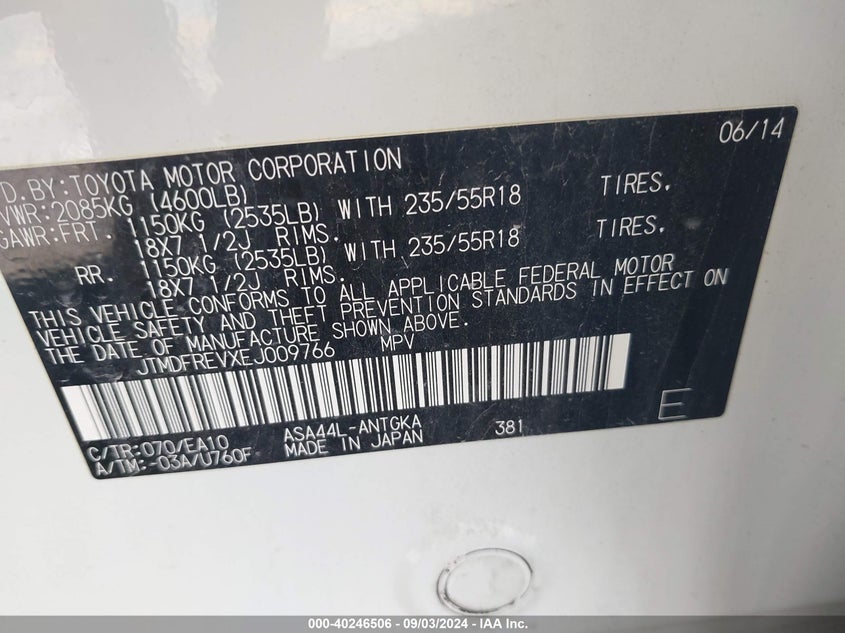 06/14
D.BY:TOYOTA MOTOR CORPORATION
VWR:2085KG (4600LB)
GAWR:FRT. 1150KG (2535LB) WITH 235/55R18 TIRES.
18X7 1/2J RIMS.
RR. 1150KG (2535LB) WITH 235/55R18 TIRES.
18X7 1/2J RIMS.
THIS VEHICLE CONFORMS TO ALL APPLICABLE FEDERAL MOTOR
VEHICLE SAFETY AND THEFT PREVENTION STANDARDS IN EFFECT ON
THE DATE OF MANUFACTURE SHOWN ABOVE.
JTMDFREVXEJ009766 MPV
C/TR:070/EA10 ASA44L-ANTGKA 381 E
A/TM:-03A/U760F MADE IN JAPAN
000-40246506 - 09/03/2024 - IAA Inc.